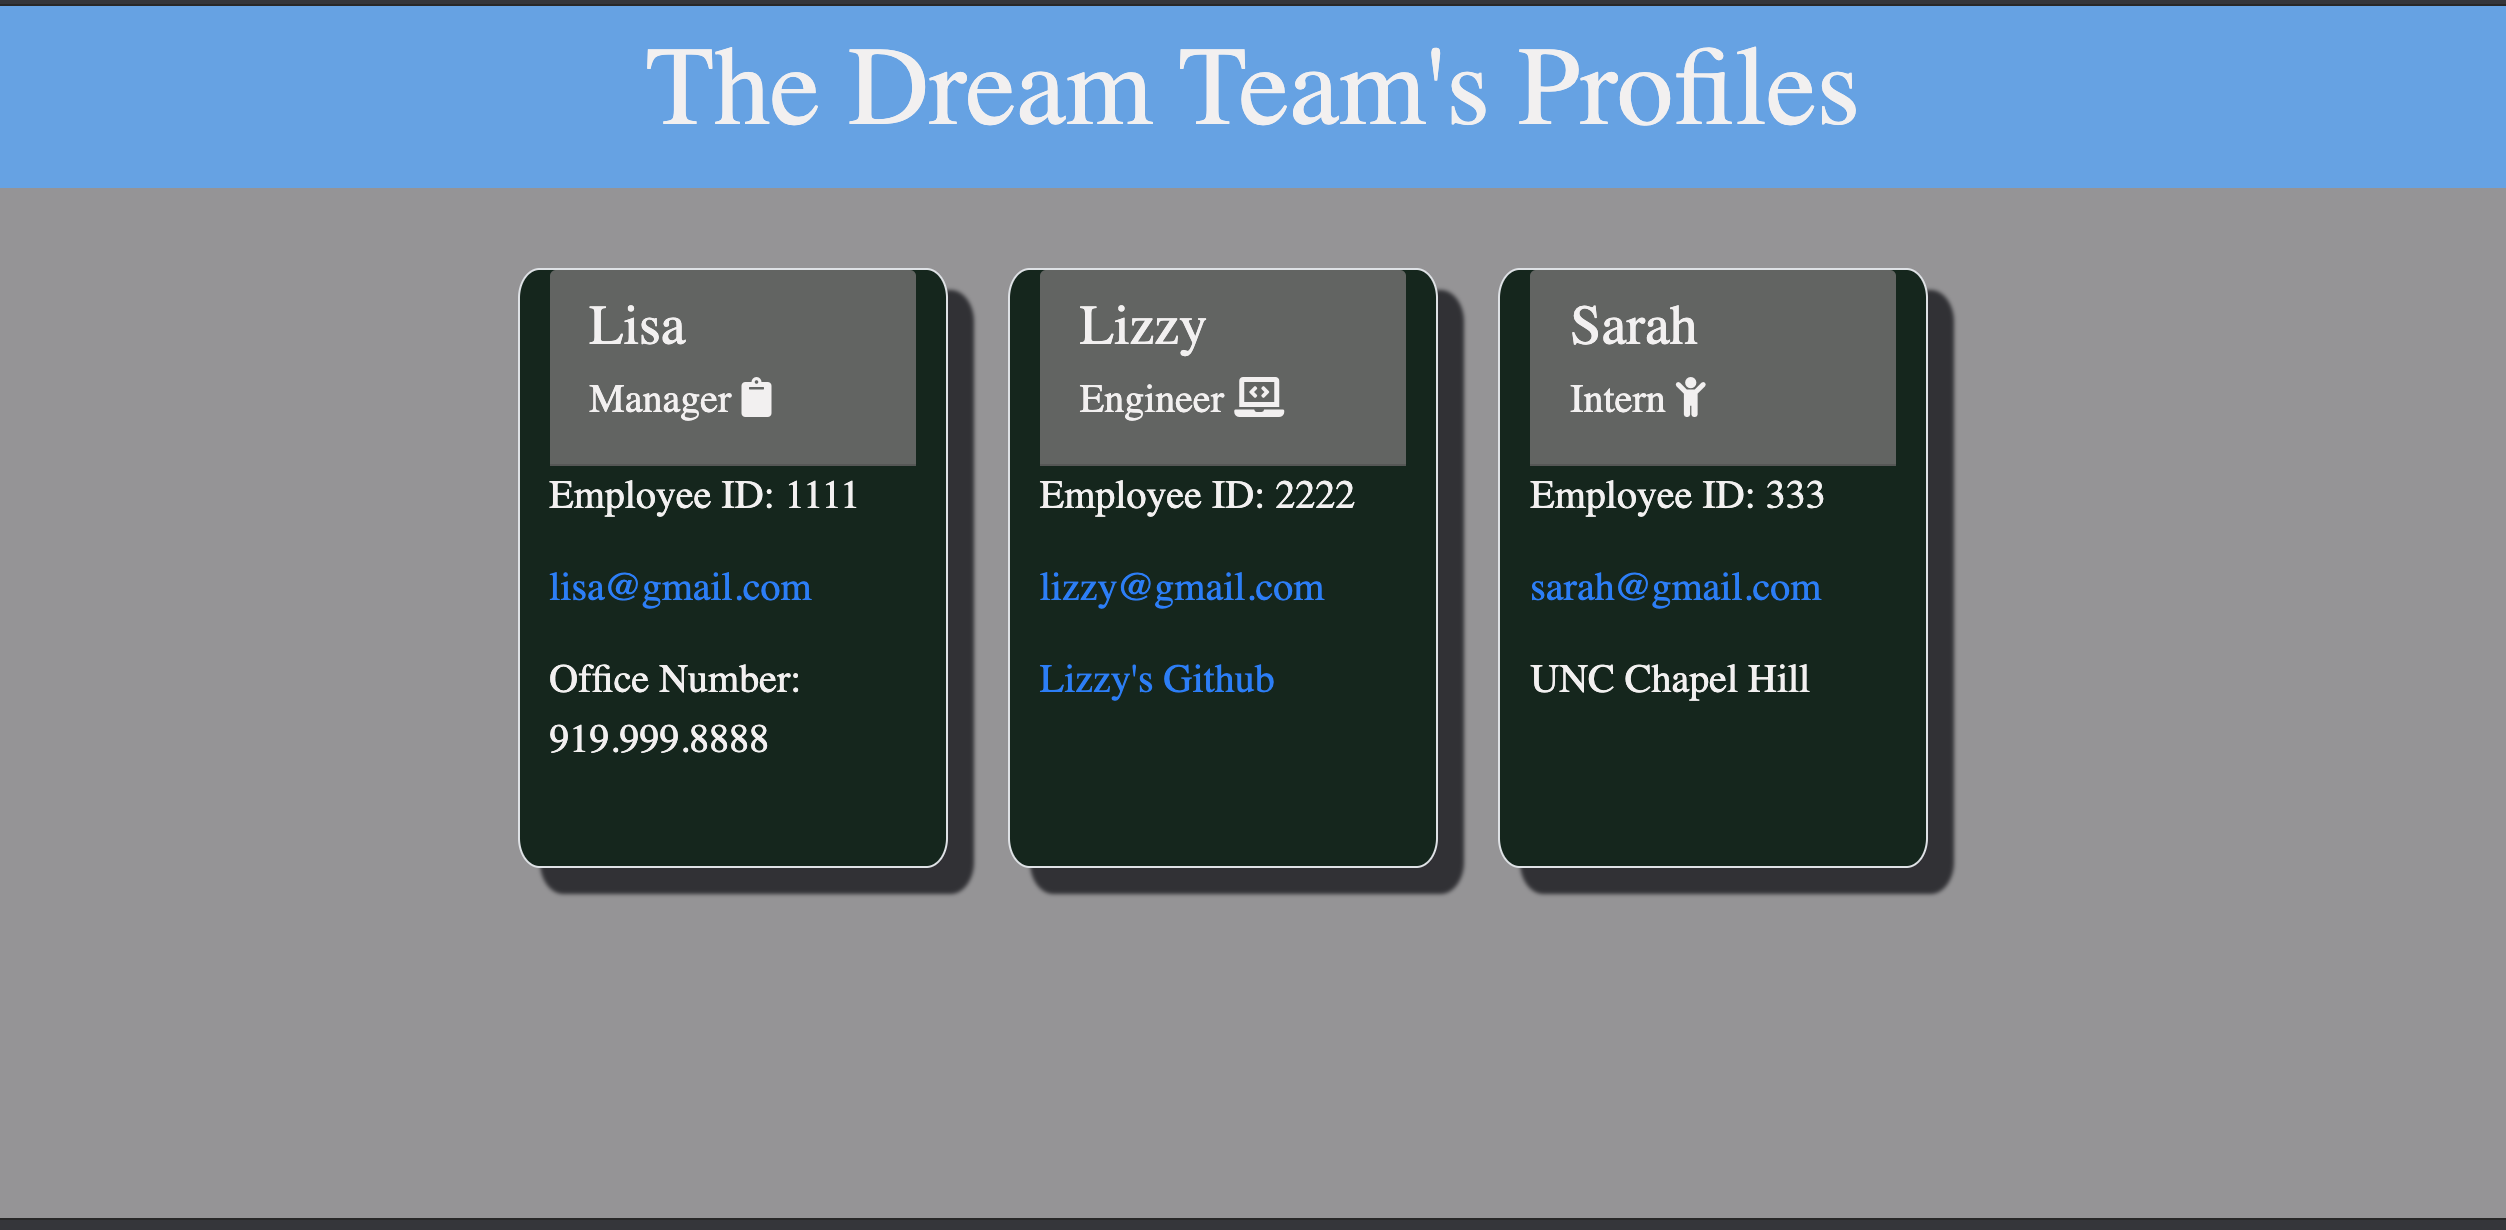 The Dream Team's Profiles
Lisa
Manager
Employee ID: 1111
lisa@gmail.com
Office Number:
919.999.8888
Lizzy
Engineer
Employee ID: 2222
lizzy@gmail.com
Lizzy's Github
Sarah
Intern
Employee ID: 333
sarah@gmail.com
UNC Chapel Hill